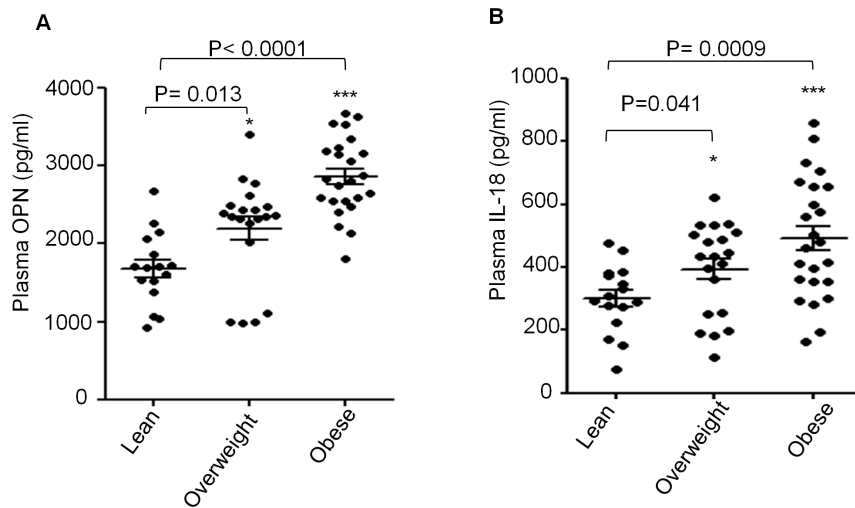 A
P< 0.0001
P= 0.013
*
***
4000
3000
2000
1000
0
Plasma OPN (pg/ml)
Lean
Overweight
Obese
B
P= 0.0009
P=0.041
*
***
1000
800
600
400
200
0
Plasma IL-18 (pg/ml)
Lean
Overweight
Obese